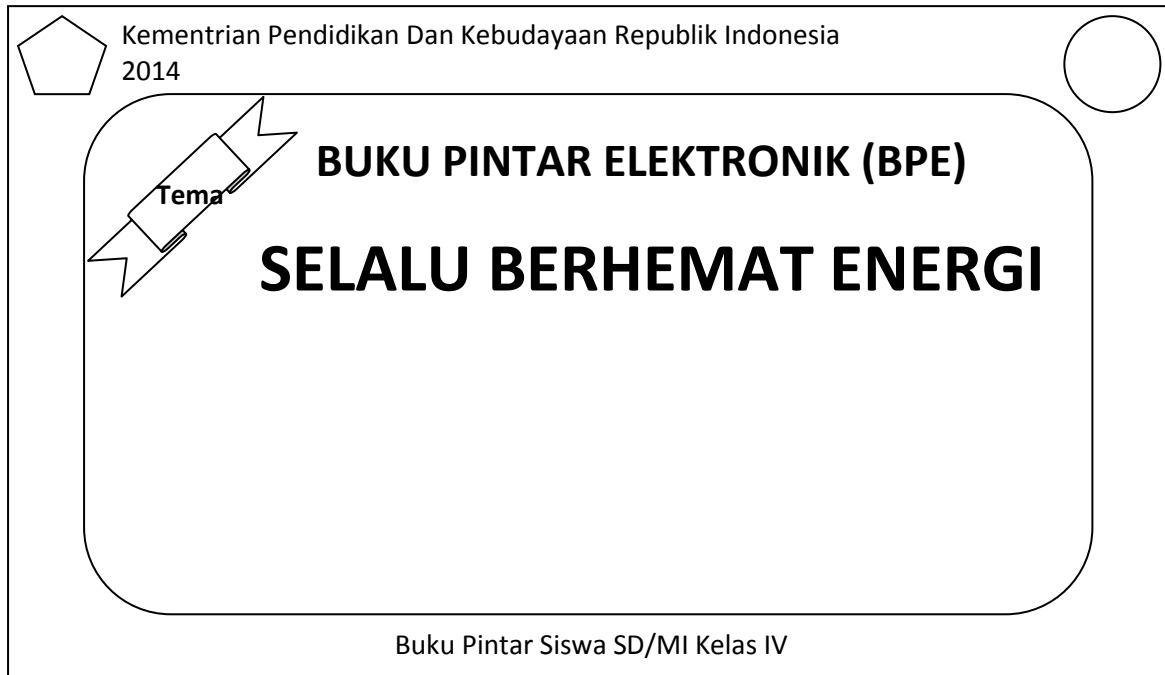 Kementrian Pendidikan Dan Kebudayaan Republik Indonesia
2014
Tema
BUKU PINTAR ELEKTRONIK (BPE)
SELALU BERHEMAT ENERGI
Buku Pintar Siswa SD/MI Kelas IV